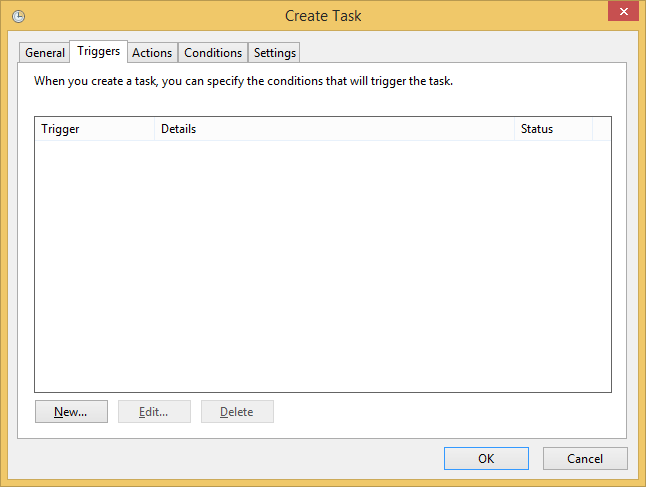 Create Task
General Triggers Actions Conditions Settings
When you create a task, you can specify the conditions that will trigger the task.
Trigger Details Status
New... Edit... Delete
OK Cancel